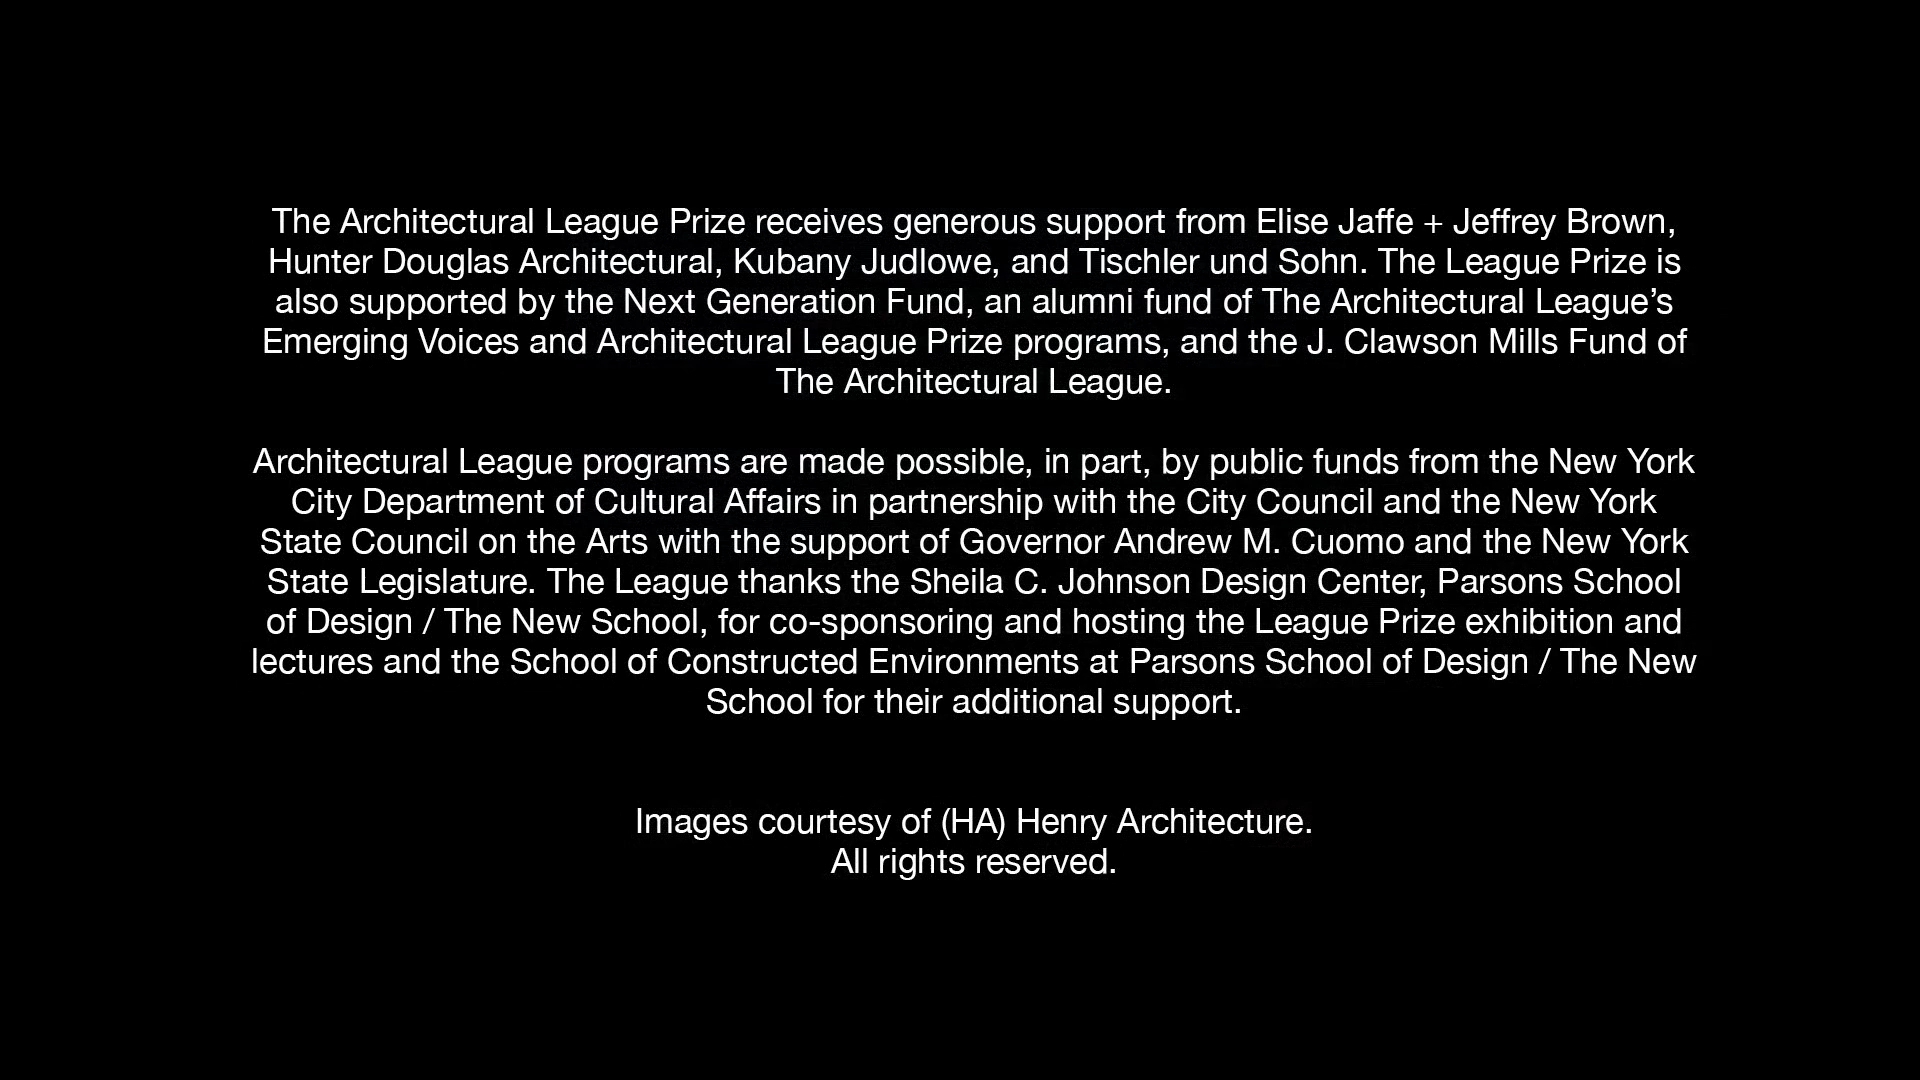 The Architectural League Prize receives generous support from Elise Jaffe + Jeffrey Brown,
Hunter Douglas Architectural, Kubany Judlowe, and Tischler und Sohn. The League Prize is
also supported by the Next Generation Fund, an alumni fund of The Architectural League’s
Emerging Voices and Architectural League Prize programs, and the J. Clawson Mills Fund of
The Architectural League.
Architectural League programs are made possible, in part, by public funds from the New York
City Department of Cultural Affairs in partnership with the City Council and the New York
State Council on the Arts with the support of Governor Andrew M. Cuomo and the New York
State Legislature. The League thanks the Sheila C. Johnson Design Center, Parsons School
of Design / The New School, for co-sponsoring and hosting the League Prize exhibition and
lectures and the School of Constructed Environments at Parsons School of Design / The New
School for their additional support.
Images courtesy of (HA) Henry Architecture.
All rights reserved.